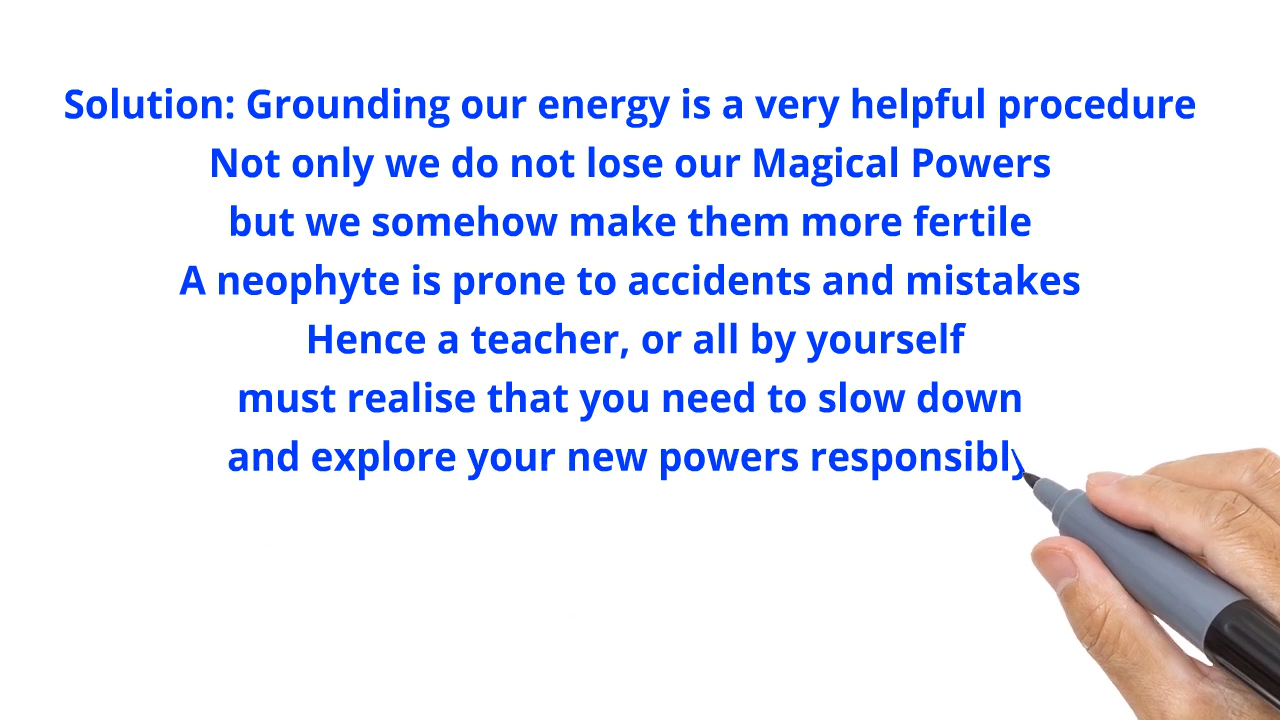 Solution: Grounding our energy is a very helpful procedure
Not only we do not lose our Magical Powers
but we somehow make them more fertile
A neophyte is prone to accidents and mistakes
Hence a teacher, or all by yourself
must realise that you need to slow down
and explore your new powers responsibly